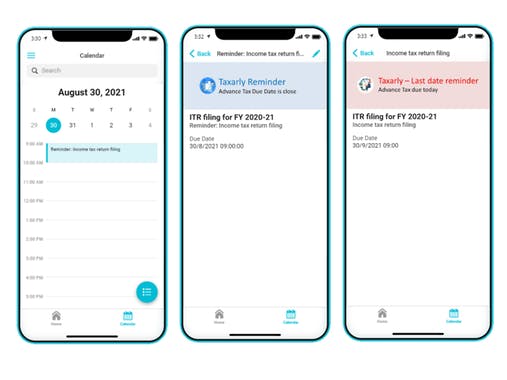 3:30
Calendar
Search
August 30, 2021
S M T W T F S
29 30 31 1 2 3 4
9:00 AM
Reminder: Income tax return filing
10:00 AM
11:00 AM
12:00 PM
1:00 PM
2:00 PM
3:00 PM
4:00 PM
5:00 PM
Home Calendar
3:32
Back Reminder: Income tax return fi...
Taxarly Reminder
Advance Tax Due Date is close
ITR filing for FY 2020-21
Reminder: Income tax return filing
Due Date
30/8/2021 09:00:00
Home Calendar
3:33
Back Income tax return filing
Taxarly – Last date reminder
Advance Tax due today
ITR filing for FY 2020-21
Income tax return filing
Due Date
30/9/2021 09:00
Home Calendar